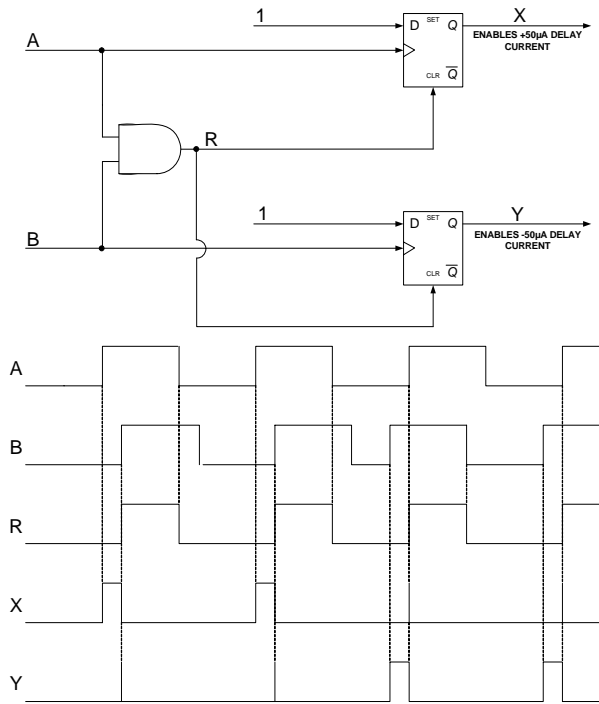 1
D SET Q
X
ENABLES +50µA DELAY
CURRENT
A
CLR Q
R
1
D SET Q
Y
ENABLES -50µA DELAY
CURRENT
B
CLR Q
A
B
R
X
Y